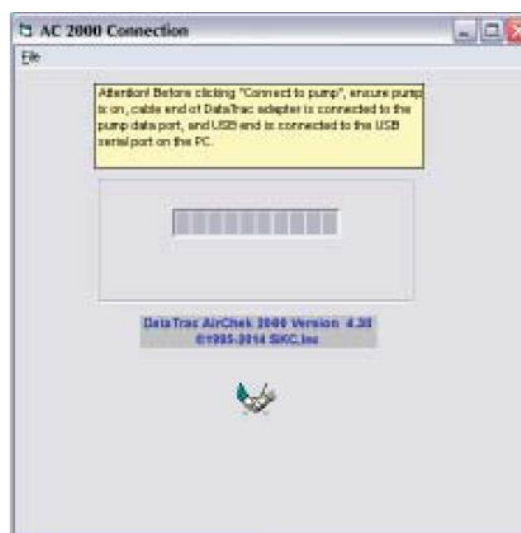 AC 2000 Connection
File
Attention! Before clicking "Connect to pump", ensure pump
is on, cable end of DataTrac adapter is connected to the
pump data port, and USB end is connected to the USB
serial port on the PC.
DataTrac AirChek 2000 Version 4.30
©1995-2014 SKC,Inc